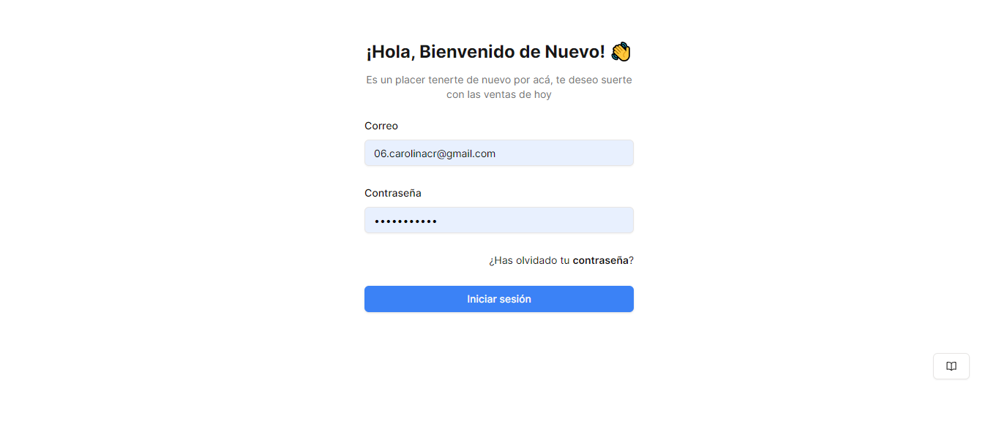 ¡Hola, Bienvenido de Nuevo! 👋
Es un placer tenerte de nuevo por acá, te deseo suerte
con las ventas de hoy
Correo
06.carolinacr@gmail.com
Contraseña
•••••••••••
¿Has olvidado tu contraseña?
Iniciar sesión